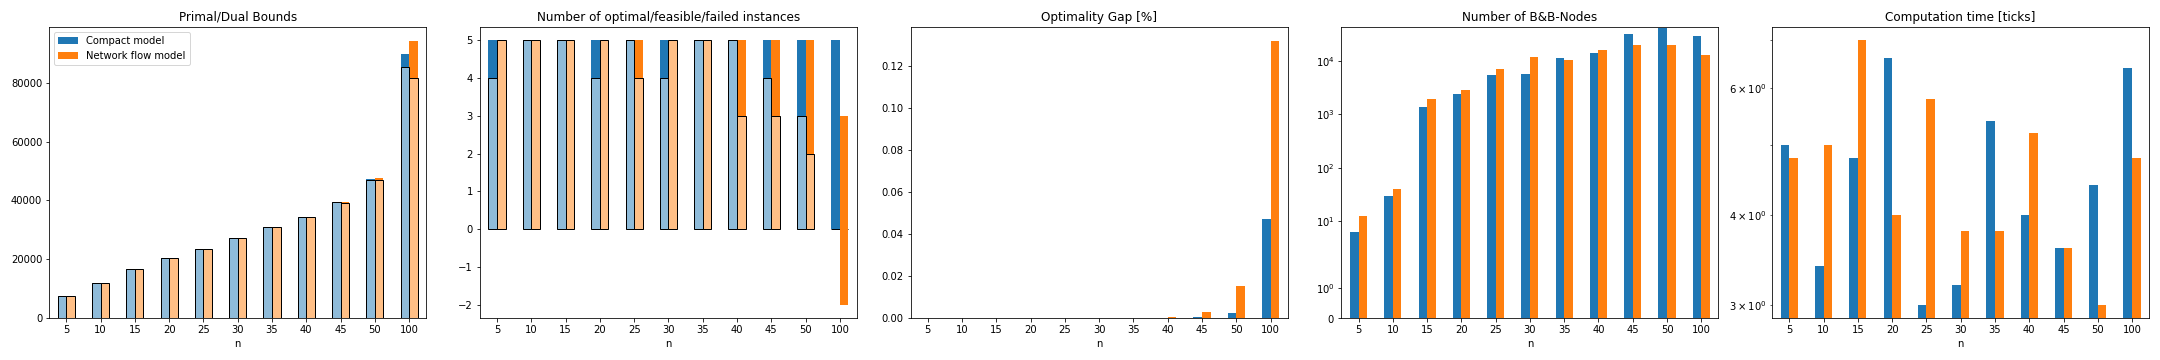 Primal/Dual Bounds
Compact model
Network flow model
80000
60000
40000
20000
0
5 10 15 20 25 30 35 40 45 50 100
n
Number of optimal/feasible/failed instances
5
4
3
2
1
0
−1
−2
5 10 15 20 25 30 35 40 45 50 100
n
Optimality Gap [%]
0.12
0.10
0.08
0.06
0.04
0.02
0.00
5 10 15 20 25 30 35 40 45 50 100
n
Number of B&B-Nodes
10⁴
10³
10²
10¹
10⁰
0
5 10 15 20 25 30 35 40 45 50 100
n
Computation time [ticks]
6 × 10⁰
4 × 10⁰
3 × 10⁰
5 10 15 20 25 30 35 40 45 50 100
n